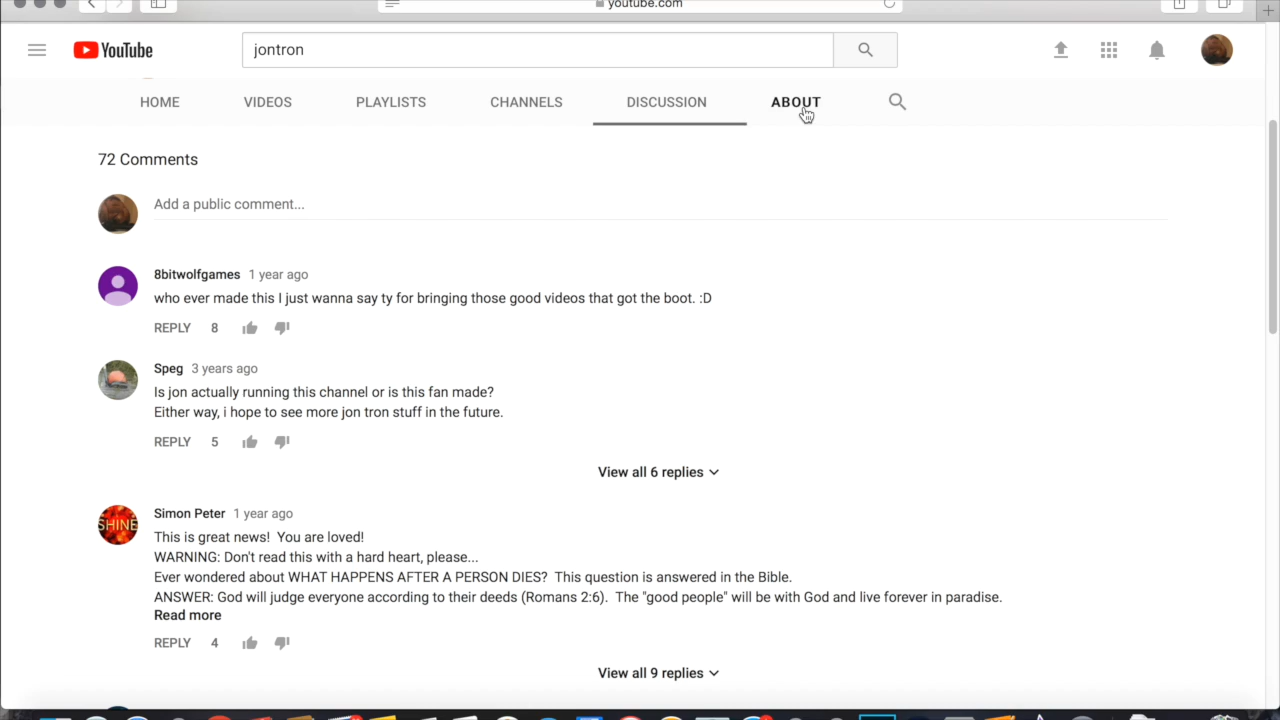 youtube.com
YouTube
jontron
HOME VIDEOS PLAYLISTS CHANNELS DISCUSSION ABOUT
72 Comments
Add a public comment...
8bitwolfgames 1 year ago
who ever made this I just wanna say ty for bringing those good videos that got the boot. :D
REPLY 8
Speg 3 years ago
Is jon actually running this channel or is this fan made?
Either way, i hope to see more jon tron stuff in the future.
REPLY 5
View all 6 replies
SHINE
Simon Peter 1 year ago
This is great news!  You are loved!
WARNING: Don't read this with a hard heart, please...
Ever wondered about WHAT HAPPENS AFTER A PERSON DIES?  This question is answered in the Bible.
ANSWER: God will judge everyone according to their deeds (Romans 2:6).  The "good people" will be with God and live forever in paradise.
Read more
REPLY 4
View all 9 replies